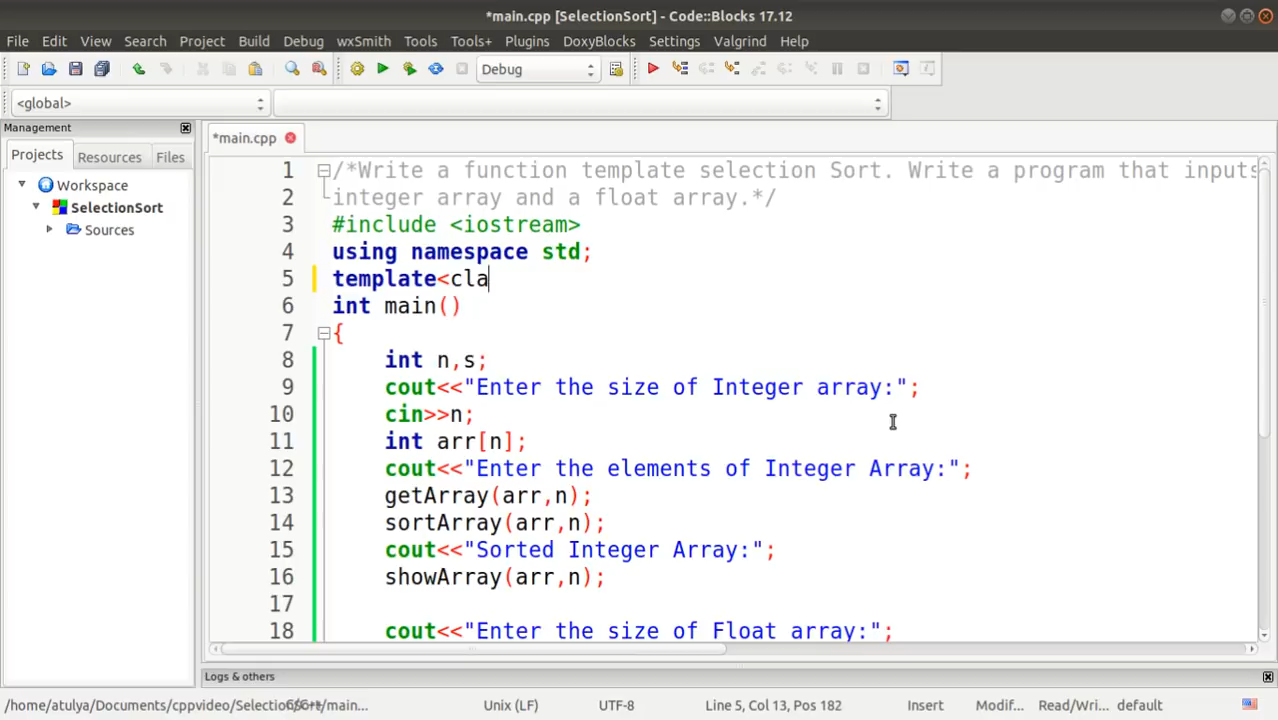 *main.cpp [SelectionSort] - Code::Blocks 17.12
File Edit View Search Project Build Debug wxSmith Tools Tools+ Plugins DoxyBlocks Settings Valgrind Help
Debug
<global>
Management
Projects Resources Files
Workspace
SelectionSort
Sources
*main.cpp
1 /*Write a function template selection Sort. Write a program that inputs
2 integer array and a float array.*/
3 #include <iostream>
4 using namespace std;
5 template<cla
6 int main()
7 {
8 int n,s;
9 cout<<"Enter the size of Integer array:";
10 cin>>n;
11 int arr[n];
12 cout<<"Enter the elements of Integer Array:";
13 getArray(arr,n);
14 sortArray(arr,n);
15 cout<<"Sorted Integer Array:";
16 showArray(arr,n);
17
18 cout<<"Enter the size of Float array:";
Logs & others
/home/atulya/Documents/cppvideo/SelectionSort/main... Unix (LF) UTF-8 Line 5, Col 13, Pos 182 Insert Modif... Read/Wri... default